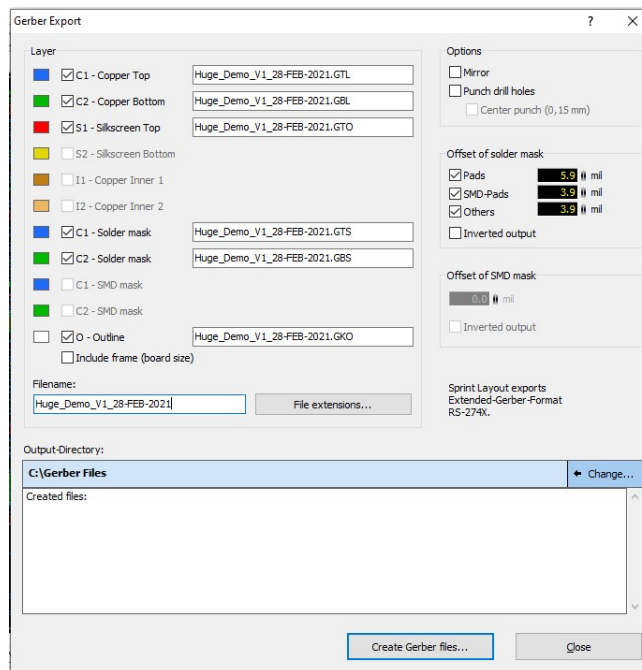 Gerber Export
?
Layer
C1 - Copper Top
Huge_Demo_V1_28-FEB-2021.GTL
C2 - Copper Bottom
Huge_Demo_V1_28-FEB-2021.GBL
S1 - Silkscreen Top
Huge_Demo_V1_28-FEB-2021.GTO
S2 - Silkscreen Bottom
I1 - Copper Inner 1
I2 - Copper Inner 2
C1 - Solder mask
Huge_Demo_V1_28-FEB-2021.GTS
C2 - Solder mask
Huge_Demo_V1_28-FEB-2021.GBS
C1 - SMD mask
C2 - SMD mask
O - Outline
Huge_Demo_V1_28-FEB-2021.GKO
Include frame (board size)
Filename:
Huge_Demo_V1_28-FEB-2021
File extensions...
Options
Mirror
Punch drill holes
Center punch (0,15 mm)
Offset of solder mask
Pads 5.9 mil
SMD-Pads 3.9 mil
Others 3.9 mil
Inverted output
Offset of SMD mask
0.0 mil
Inverted output
Sprint Layout exports
Extended-Gerber-Format
RS-274X.
Output-Directory:
C:\Gerber Files
Change...
Created files:
Create Gerber files...
Close